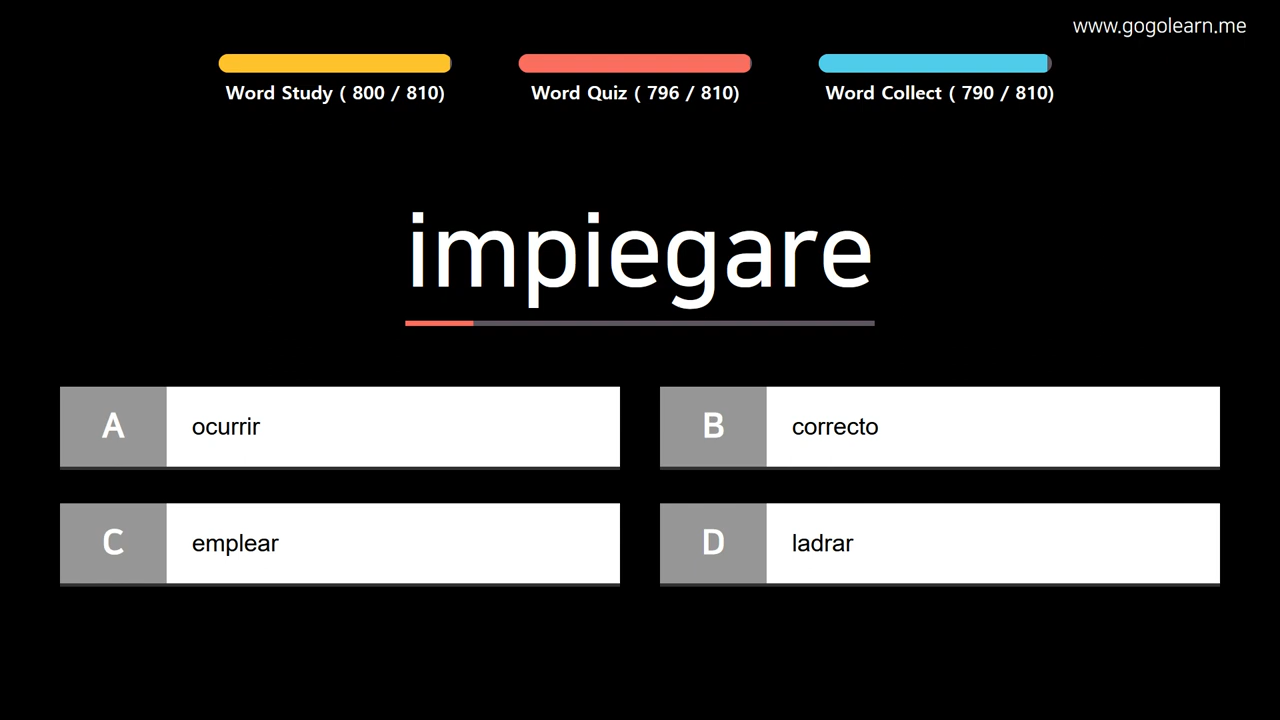 www.gogolearn.me
Word Study ( 800 / 810)
Word Quiz ( 796 / 810)
Word Collect ( 790 / 810)
impiegare
A
ocurrir
B
correcto
C
emplear
D
ladrar